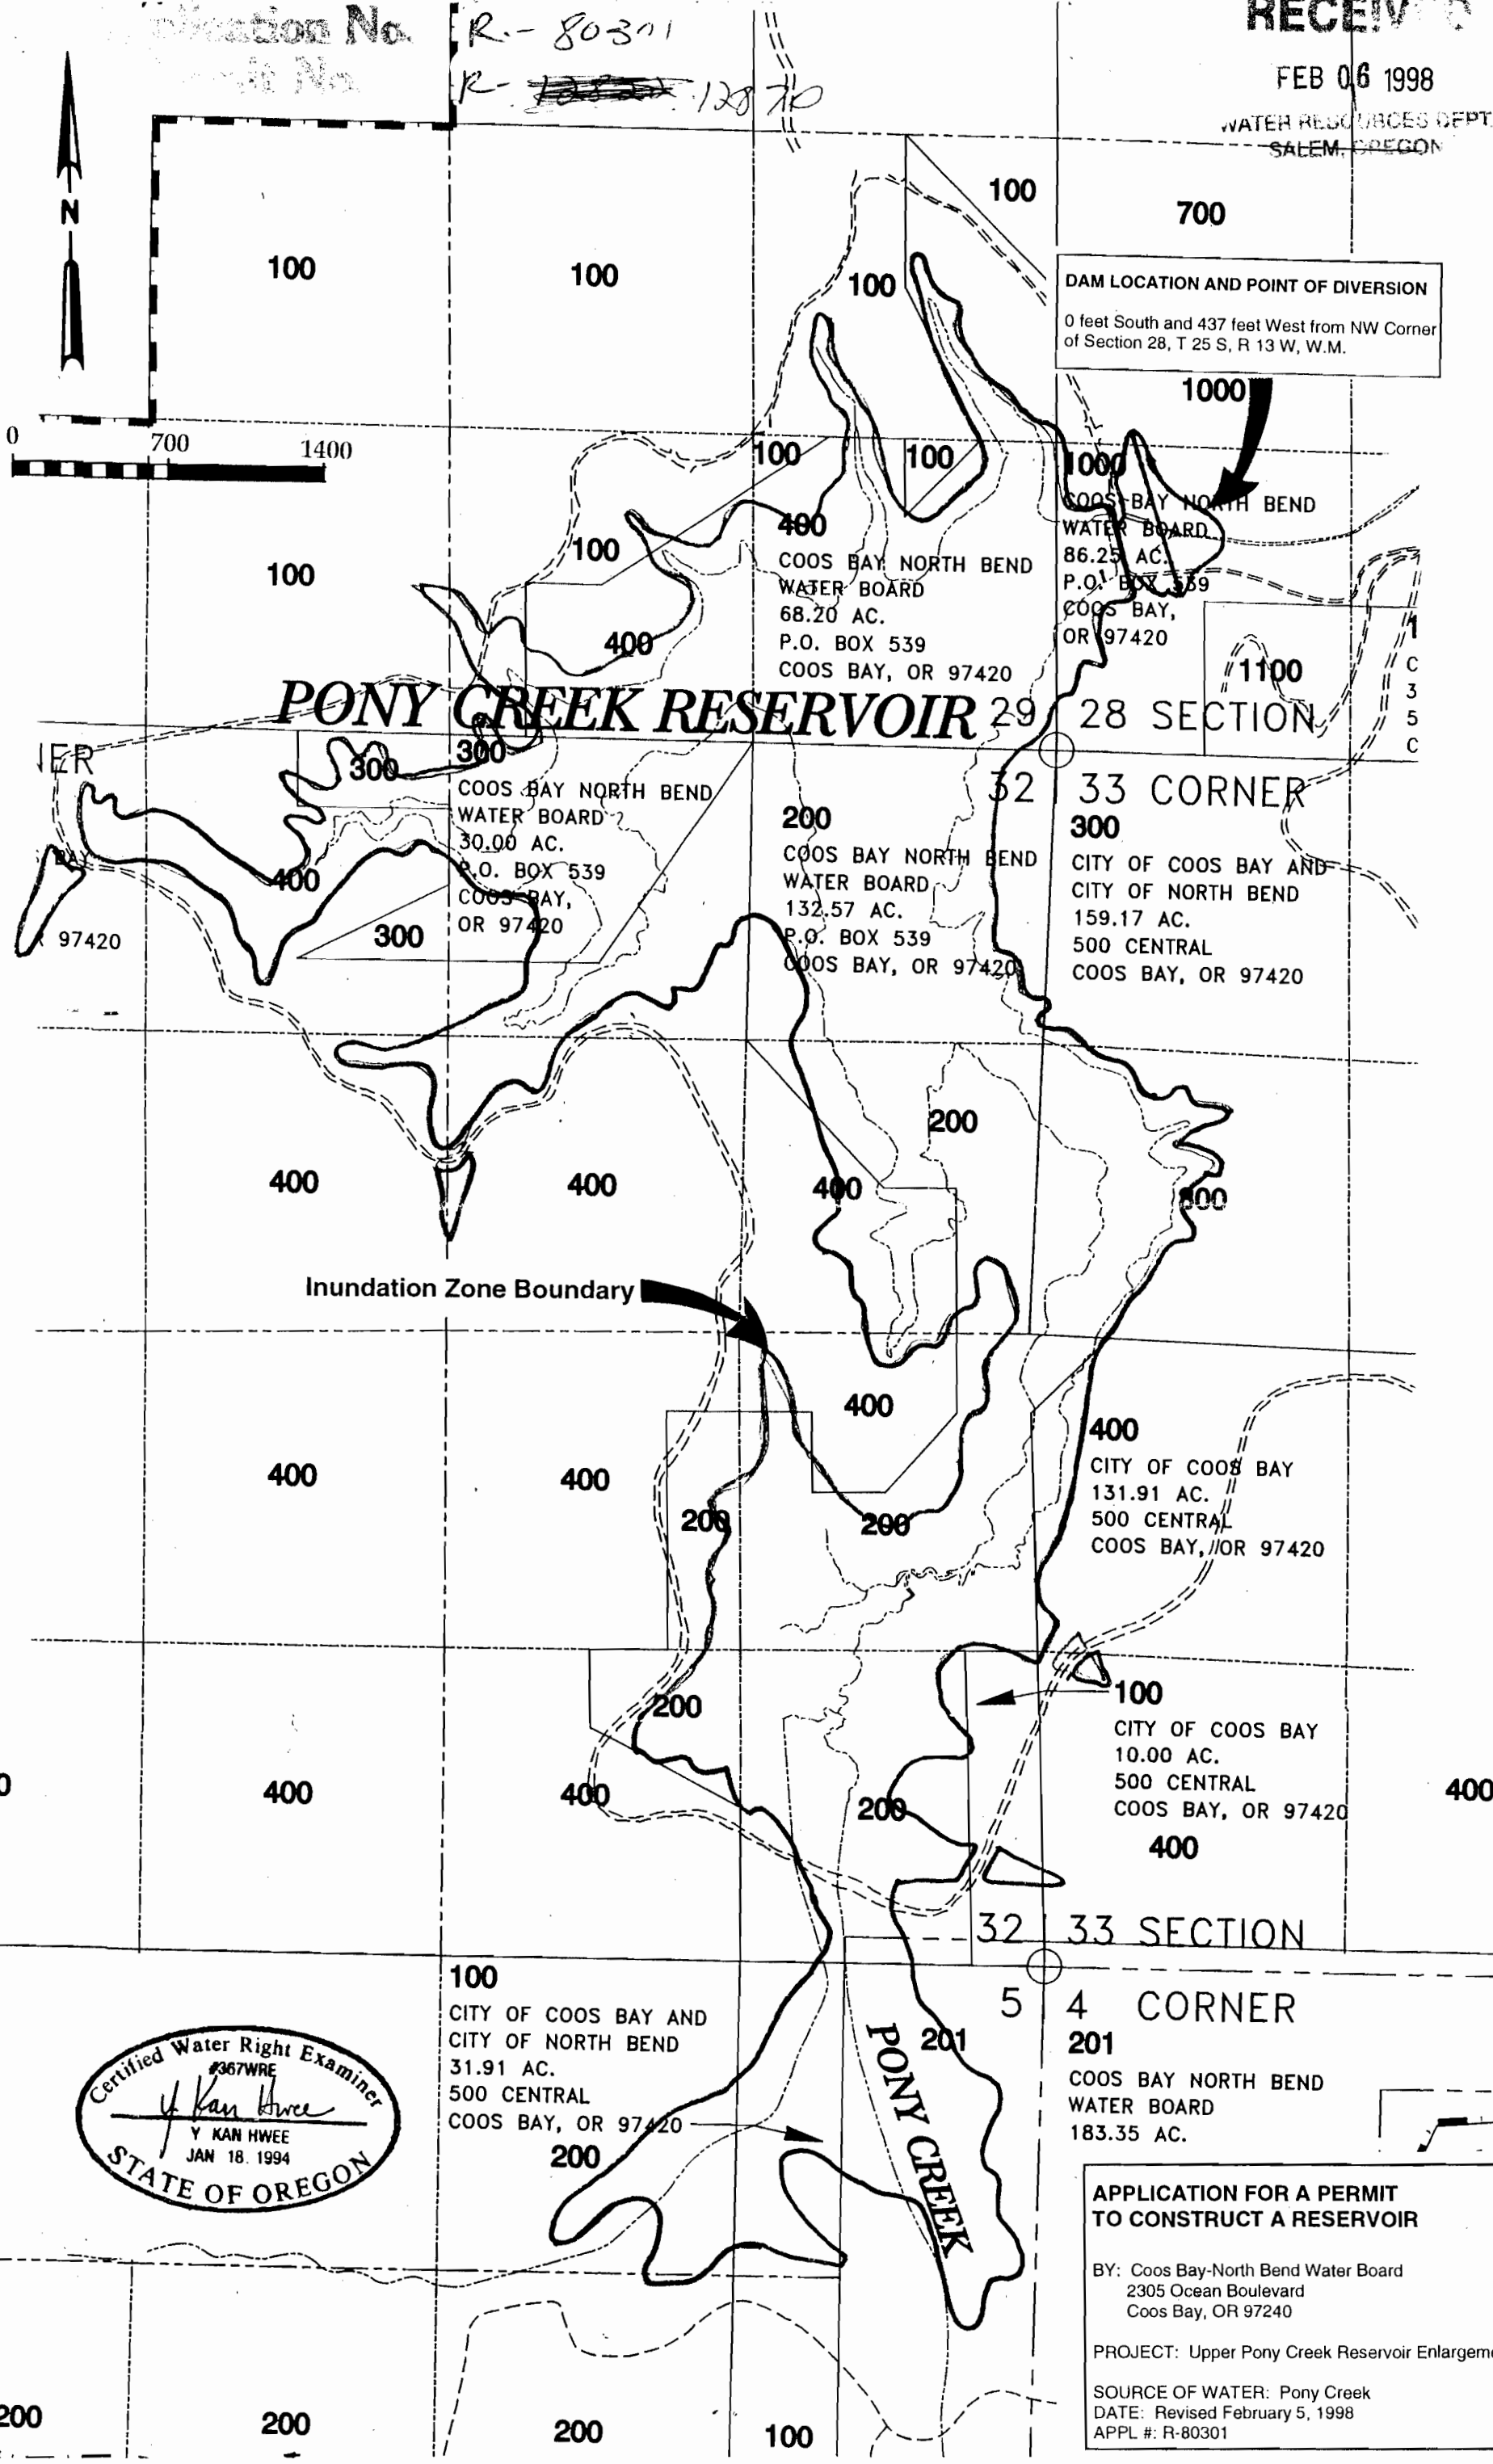 No.
R-80301
No.
R- 12870
RECEIV
FEB 06 1998
WATER RESOURCES DEPT.
SALEM, OREGON
N
100
700
100
100
100
DAM LOCATION AND POINT OF DIVERSION
0 feet South and 437 feet West from NW Corner
of Section 28, T 25 S, R 13 W, W.M.
1000
0 700 1400
100
100
1000
COOS BAY NORTH BEND
WATER BOARD
86.25 AC.
P.O. BOX 539
COOS BAY,
OR 97420
400
COOS BAY NORTH BEND
WATER BOARD
68.20 AC.
P.O. BOX 539
COOS BAY, OR 97420
100
100
400
1100
1
C
3
5
C
PONY CREEK RESERVOIR
29 28 SECTION
32 33 CORNER
300
300
COOS BAY NORTH BEND
WATER BOARD
30.00 AC.
P.O. BOX 539
COOS BAY,
OR 97420
200
COOS BAY NORTH BEND
WATER BOARD
132.57 AC.
P.O. BOX 539
COOS BAY, OR 97420
300
CITY OF COOS BAY AND
CITY OF NORTH BEND
159.17 AC.
500 CENTRAL
COOS BAY, OR 97420
400
300
97420
200
400
400
400
Inundation Zone Boundary
400
400
CITY OF COOS BAY
131.91 AC.
500 CENTRAL
COOS BAY, OR 97420
400
400
200
200
200
100
CITY OF COOS BAY
10.00 AC.
500 CENTRAL
COOS BAY, OR 97420
0
400
400
200
400
400
32 33 SECTION
5 4 CORNER
100
CITY OF COOS BAY AND
CITY OF NORTH BEND
31.91 AC.
500 CENTRAL
COOS BAY, OR 97420
200
201
201
COOS BAY NORTH BEND
WATER BOARD
183.35 AC.
PONY CREEK
Certified Water Right Examiner
#367WRE
Y Kan Hwee
Y KAN HWEE
JAN 18. 1994
STATE OF OREGON
APPLICATION FOR A PERMIT
TO CONSTRUCT A RESERVOIR
BY: Coos Bay-North Bend Water Board
2305 Ocean Boulevard
Coos Bay, OR 97240
PROJECT: Upper Pony Creek Reservoir Enlargeme
SOURCE OF WATER: Pony Creek
DATE: Revised February 5, 1998
APPL #: R-80301
200
200
200
100